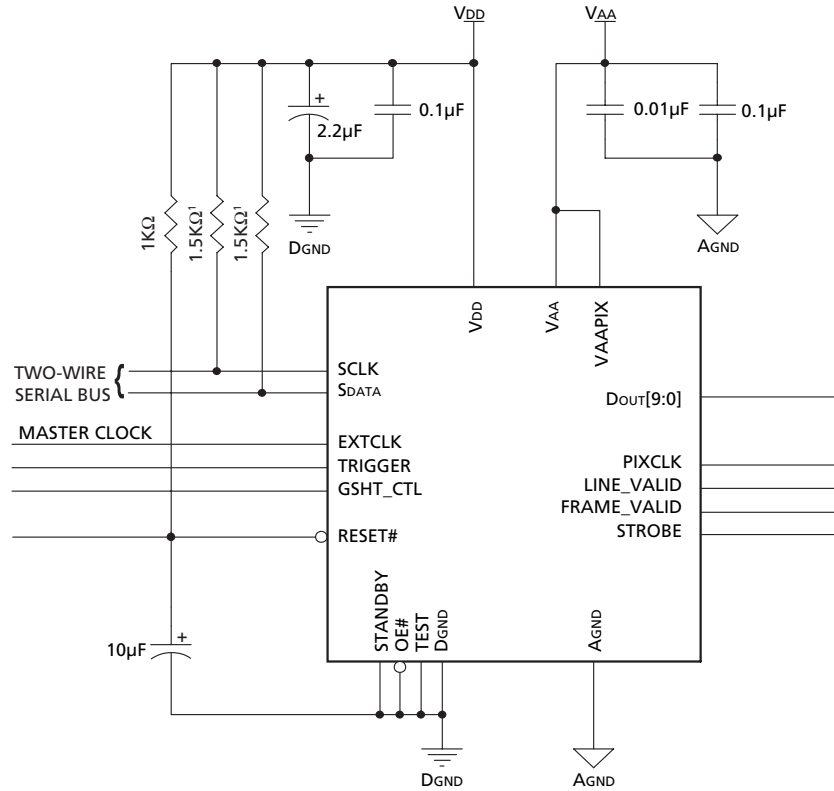 VDD
VAA
+
2.2µF
0.1µF
0.01µF
0.1µF
1KΩ
1.5KΩ¹
1.5KΩ¹
DGND
AGND
VDD
VAA
VAAPIX
TWO-WIRE
SERIAL BUS
{
SCLK
SDATA
DOUT[9:0]
MASTER CLOCK
EXTCLK
TRIGGER
GSHT_CTL
PIXCLK
LINE_VALID
FRAME_VALID
STROBE
RESET#
STANDBY
OE#
TEST
DGND
AGND
+
10µF
DGND
AGND